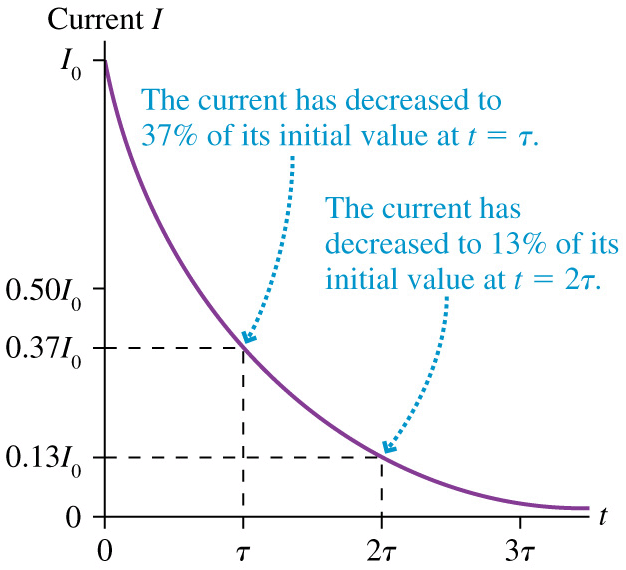 Current I
I₀
The current has decreased to
37% of its initial value at t = τ.
The current has
decreased to 13% of its
initial value at t = 2τ.
0.50I₀
0.37I₀
0.13I₀
0
t
0 τ 2τ 3τ